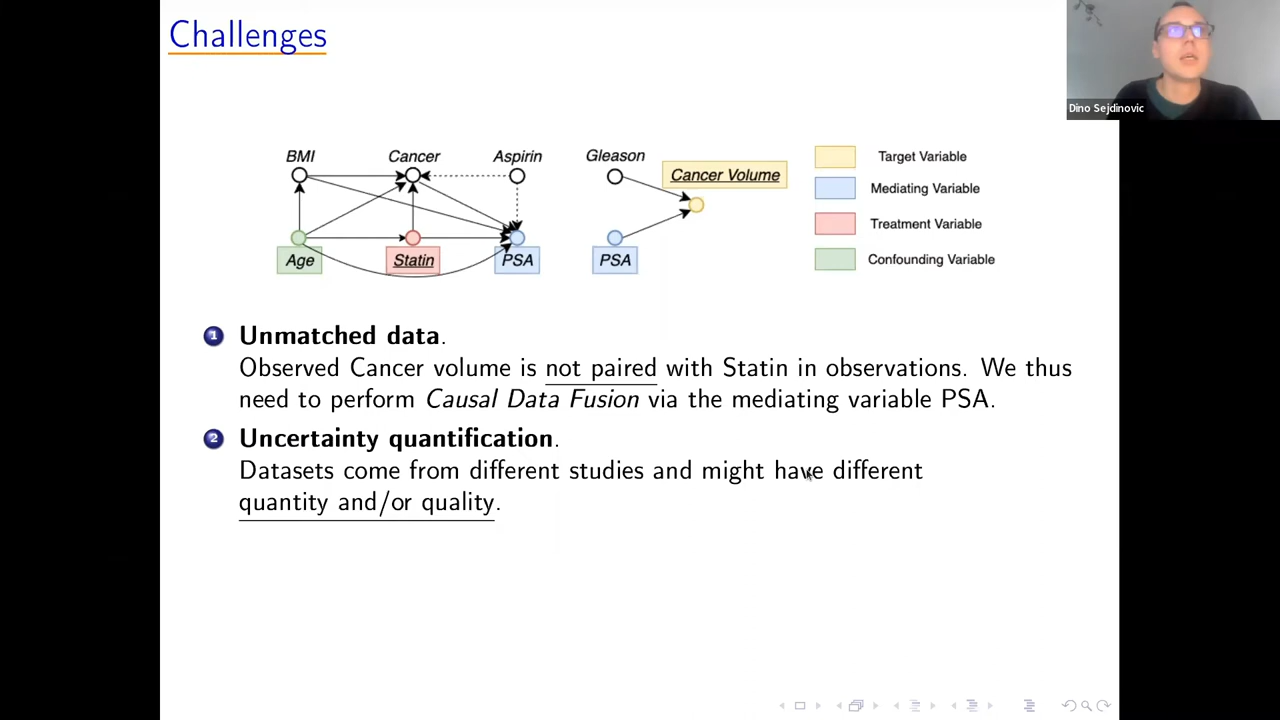 Challenges
Dino Sejdinovic
BMI Cancer Aspirin Gleason
Cancer Volume
Age Statin PSA PSA
Target Variable
Mediating Variable
Treatment Variable
Confounding Variable
1 Unmatched data.
Observed Cancer volume is not paired with Statin in observations. We thus
need to perform Causal Data Fusion via the mediating variable PSA.
2 Uncertainty quantification.
Datasets come from different studies and might have different
quantity and/or quality.